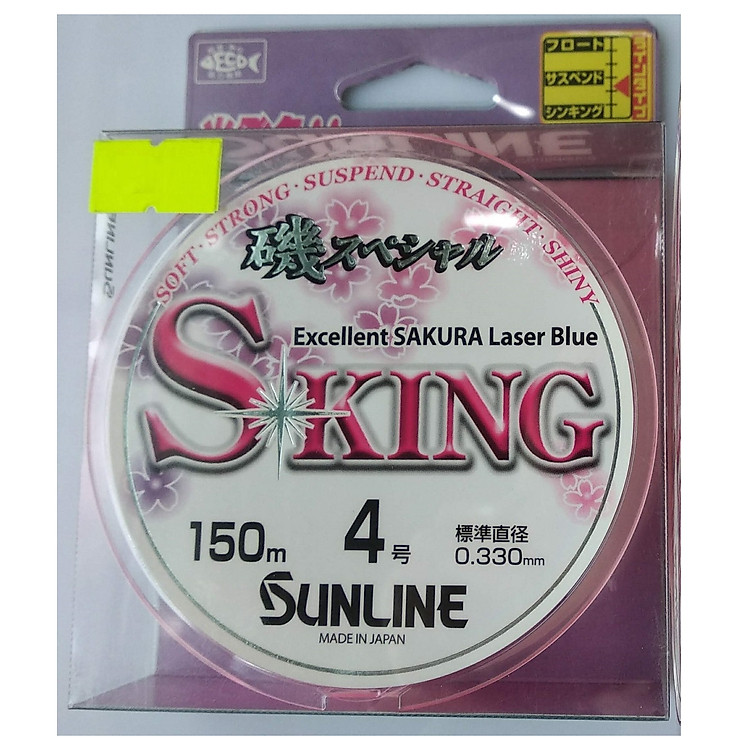 フロート
サスペンド
シンキング
SUNLINE
SOFT・STRONG・SUSPEND・STRAIGHT・SHINY
磯スペシャル
Excellent SAKURA Laser Blue
S KING
150m
4号
標準直径
0.330mm
SUNLINE
MADE IN JAPAN
SUNLINE